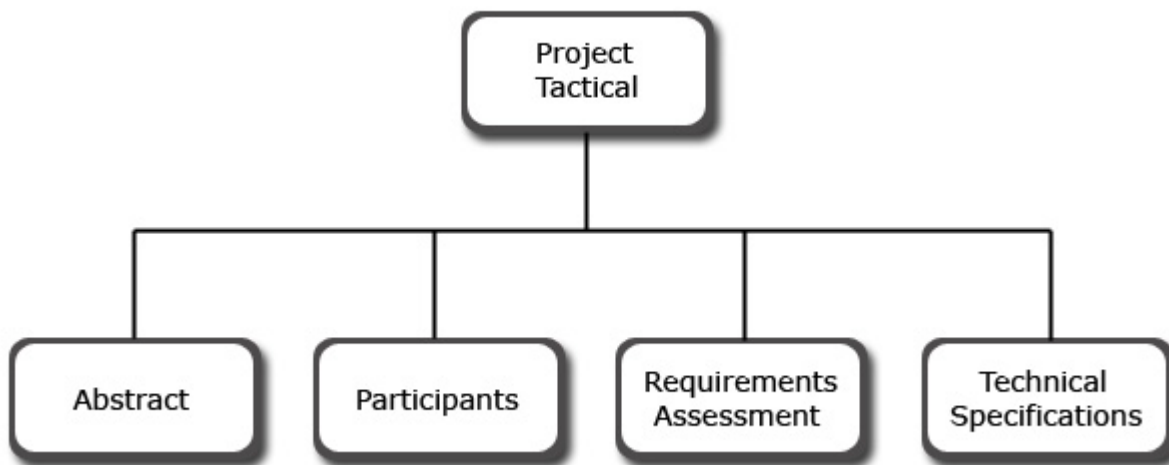 Project
Tactical
Abstract
Participants
Requirements
Assessment
Technical
Specifications